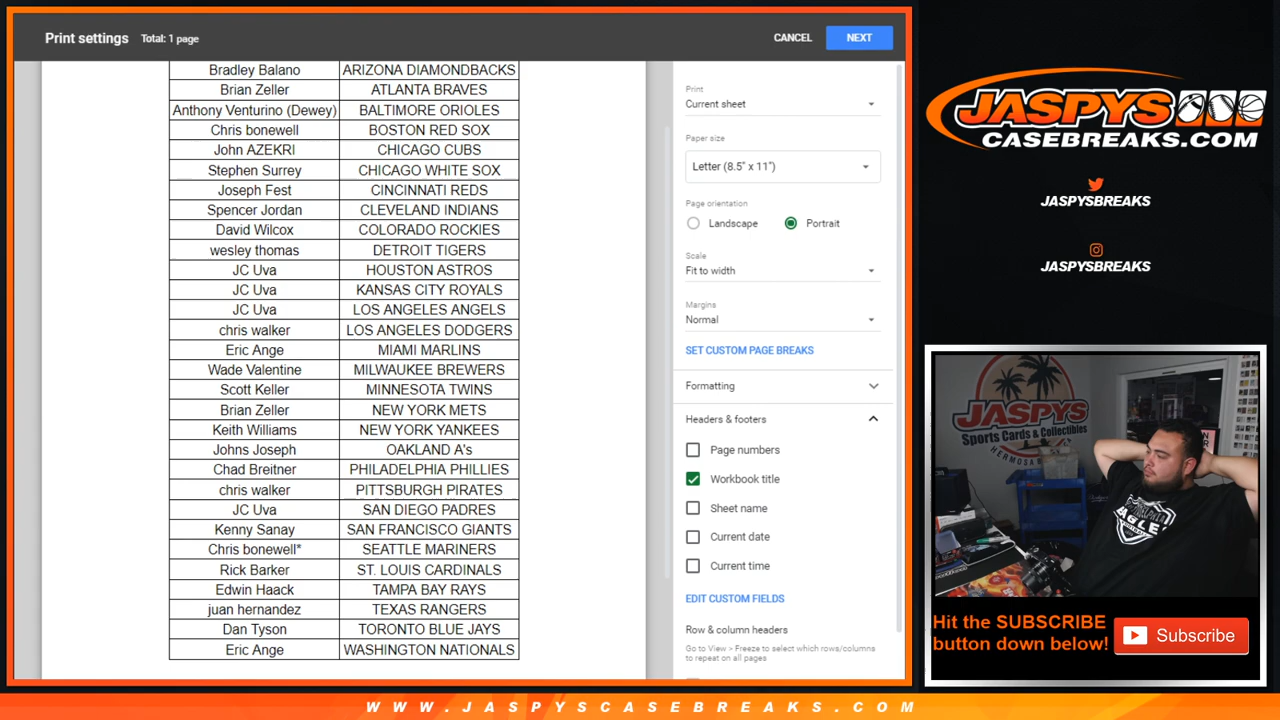 Print settings Total: 1 page CANCEL NEXT
Bradley Balano ARIZONA DIAMONDBACKS
Brian Zeller ATLANTA BRAVES
Anthony Venturino (Dewey) BALTIMORE ORIOLES
Chris bonewell BOSTON RED SOX
John AZEKRI CHICAGO CUBS
Stephen Surrey CHICAGO WHITE SOX
Joseph Fest CINCINNATI REDS
Spencer Jordan CLEVELAND INDIANS
David Wilcox COLORADO ROCKIES
wesley thomas DETROIT TIGERS
JC Uva HOUSTON ASTROS
JC Uva KANSAS CITY ROYALS
JC Uva LOS ANGELES ANGELS
chris walker LOS ANGELES DODGERS
Eric Ange MIAMI MARLINS
Wade Valentine MILWAUKEE BREWERS
Scott Keller MINNESOTA TWINS
Brian Zeller NEW YORK METS
Keith Williams NEW YORK YANKEES
Johns Joseph OAKLAND A's
Chad Breitner PHILADELPHIA PHILLIES
chris walker PITTSBURGH PIRATES
JC Uva SAN DIEGO PADRES
Kenny Sanay SAN FRANCISCO GIANTS
Chris bonewell* SEATTLE MARINERS
Rick Barker ST. LOUIS CARDINALS
Edwin Haack TAMPA BAY RAYS
juan hernandez TEXAS RANGERS
Dan Tyson TORONTO BLUE JAYS
Eric Ange WASHINGTON NATIONALS
Print
Current sheet
Paper size
Letter (8.5" x 11")
Page orientation
Landscape Portrait
Scale
Fit to width
Margins
Normal
SET CUSTOM PAGE BREAKS
Formatting
Headers & footers
Page numbers
Workbook title
Sheet name
Current date
Current time
EDIT CUSTOM FIELDS
Row & column headers
Go to View > Freeze to select which rows/columns
to repeat on all pages
JASPYS
CASEBREAKS.COM
JASPYSBREAKS
JASPYSBREAKS
JASPYS
Sports Cards & Collectibles
HERMOSA
EAGLES
Hit the SUBSCRIBE
button down below!
Subscribe
WWW.JASPYSCASEBREAKS.COM